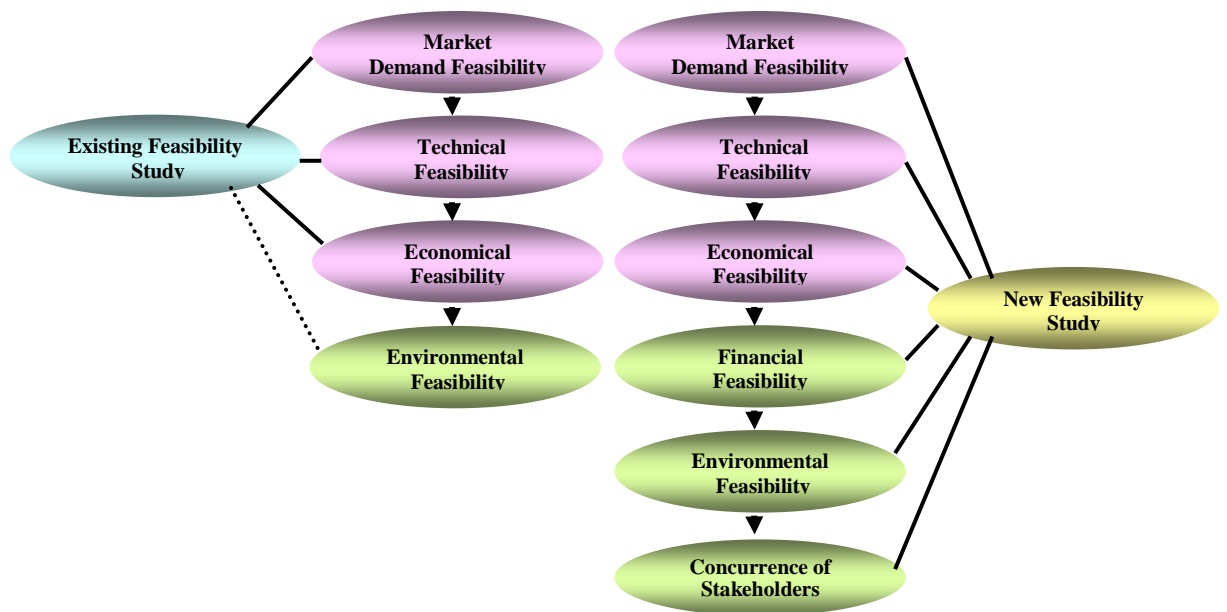 Market
Demand Feasibility
Market
Demand Feasibility
Existing Feasibility
Study
Technical
Feasibility
Technical
Feasibility
Economical
Feasibility
Economical
Feasibility
New Feasibility
Study
Environmental
Feasibility
Financial
Feasibility
Environmental
Feasibility
Concurrence of
Stakeholders